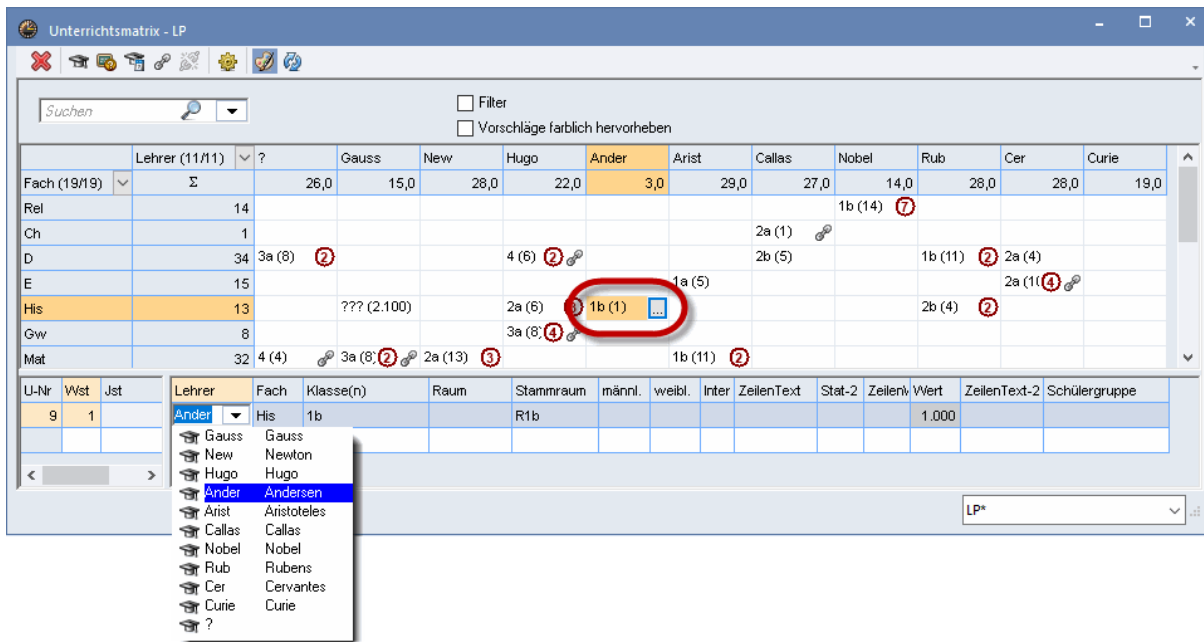 Unterrichtsmatrix - LP
Suchen
Filter
Vorschläge farblich hervorheben
Lehrer (11/11) ? Gauss New Hugo Ander Arist Callas Nobel Rub Cer Curie
Fach (19/19) Σ 26,0 15,0 28,0 22,0 3,0 29,0 27,0 14,0 28,0 28,0 19,0
Rel 14 1b (14) 7
Ch 1 2a (1)
D 34 3a (8) 2 4 (6) 2 2b (5) 1b (11) 2 2a (4)
E 15 1a (5) 2a (1( 4
His 13 ??? (2.100) 2a (6) 1b (1) ... 2b (4) 2
Gw 8 3a (8) 4
Mat 32 4 (4) 3a (8) 2 2a (13) 3 1b (11) 2
U-Nr Wst Jst Lehrer Fach Klasse(n) Raum Stammraum männl. weibl. Inter ZeilenText Stat-2 Wert ZeilenText-2 Schülergruppe
9 1 Ander His 1b R1b 1.000
Gauss Gauss
New Newton
Hugo Hugo
Ander Andersen
Arist Aristoteles
Callas Callas
Nobel Nobel
Rub Rubens
Cer Cervantes
Curie Curie
?
LP*